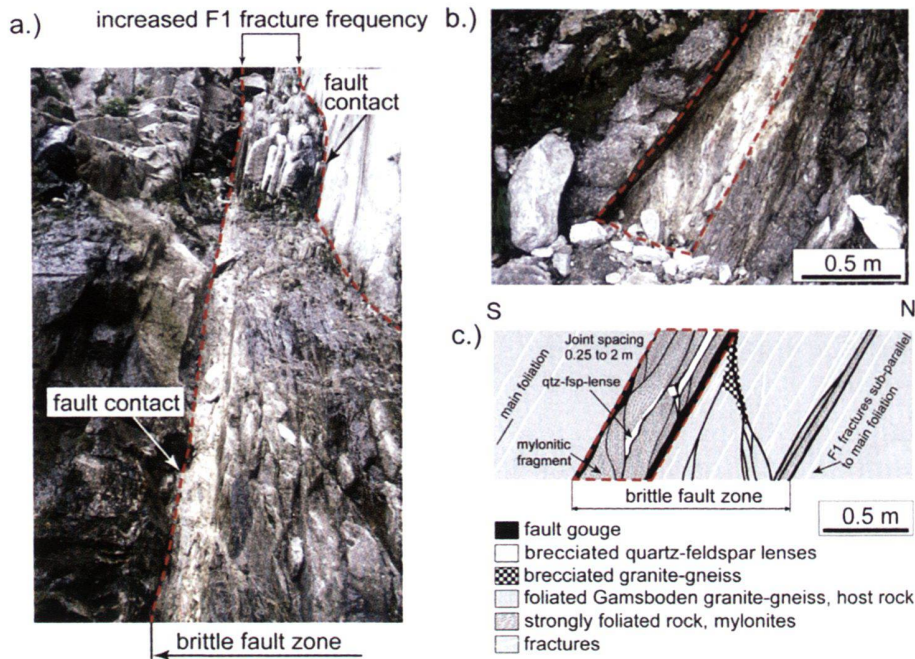 a.)
increased F1 fracture frequency
fault
contact
fault contact
brittle fault zone
b.)
0.5 m
S
N
c.)
main foliation
Joint spacing
0.25 to 2 m
qtz-fsp-lense
mylonitic
fragment
F1 fractures sub-parallel
to main foliation
brittle fault zone
0.5 m
fault gouge
brecciated quartz-feldspar lenses
brecciated granite-gneiss
foliated Gamsboden granite-gneiss, host rock
strongly foliated rock, mylonites
fractures